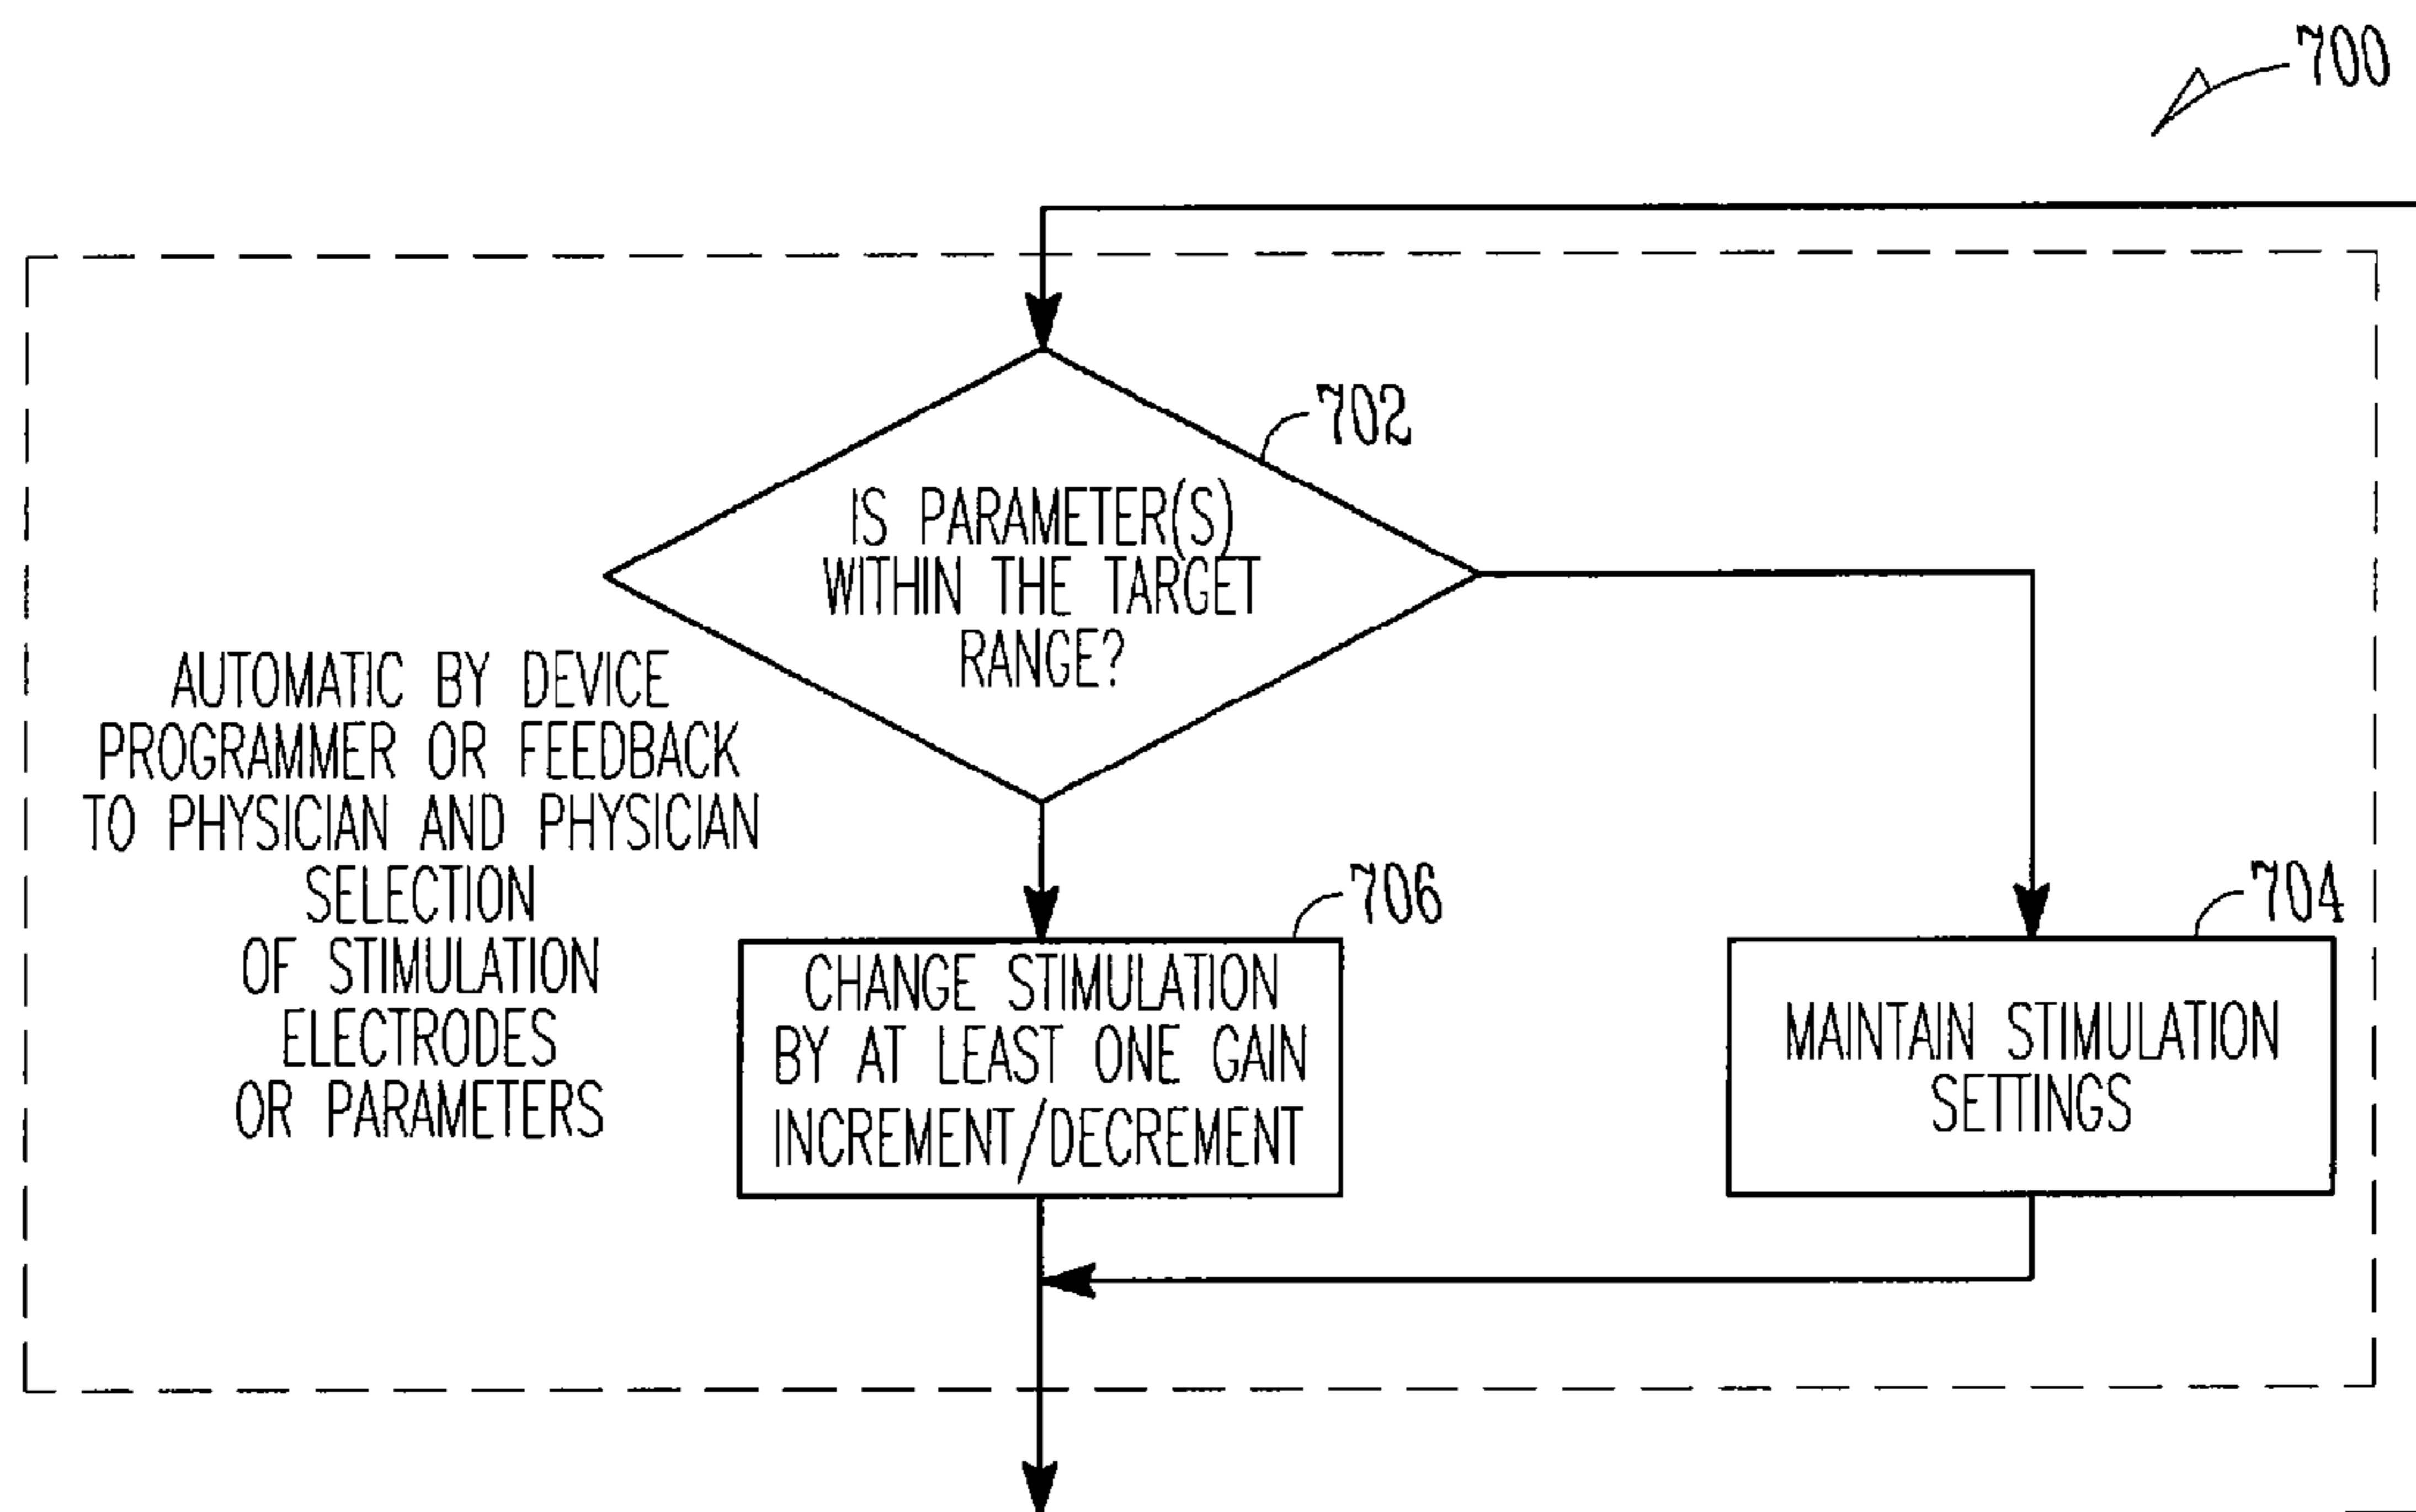 700
702
IS PARAMETER(S)
WITHIN THE TARGET
RANGE?
AUTOMATIC BY DEVICE
PROGRAMMER OR FEEDBACK
TO PHYSICIAN AND PHYSICIAN
SELECTION
OF STIMULATION
ELECTRODES
OR PARAMETERS
706
CHANGE STIMULATION
BY AT LEAST ONE GAIN
INCREMENT/DECREMENT
704
MAINTAIN STIMULATION
SETTINGS